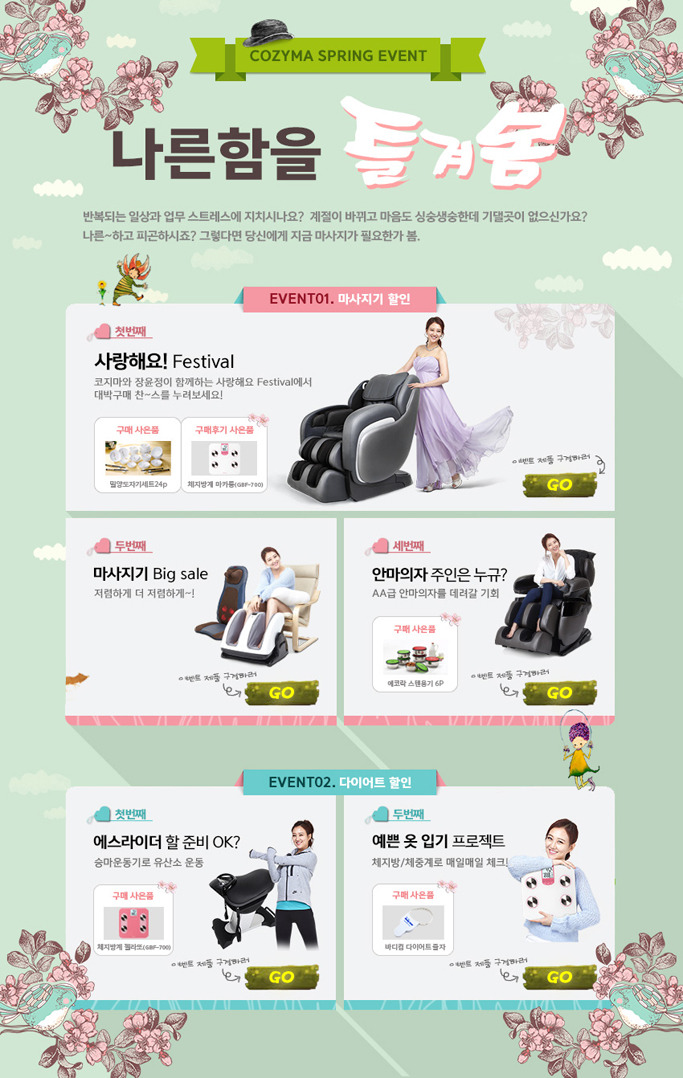 COZYMA SPRING EVENT
나른함을 즐겨봄
반복되는 일상과 업무 스트레스에 지치시나요? 계절이 바뀌고 마음도 싱숭생숭한데 기댈곳이 없으신가요?
나른~하고 피곤하시죠? 그렇다면 당신에게 지금 마사지가 필요한가 봄.
EVENT01. 마사지기 할인
첫번째
사랑해요! Festival
코지마와 장윤정이 함께하는 사랑해요 Festival에서
대박구매 찬~스를 누려보세요!
구매 사은품
밀양도자기세트24p
구매후기 사은품
체지방계 마카롱(GBF-700)
이벤트 제품 구경하러
GO
두번째
마사지기 Big sale
저렴하게 더 저렴하게~!
이벤트 제품 구경하러
GO
세번째
안마의자 주인은 누규?
AA급 안마의자를 데려갈 기회
구매 사은품
에코락 스텐용기 6P
이벤트 제품 구경하러
GO
EVENT02. 다이어트 할인
첫번째
에스라이더 할 준비 OK?
승마운동기로 유산소 운동
구매 사은품
체지방계 젤라또(GBF-700)
이벤트 제품 구경하러
GO
두번째
예쁜 옷 입기 프로젝트
체지방/체중계로 매일매일 체크!
구매 사은품
바디컴 다이어트줄자
이벤트 제품 구경하러
GO